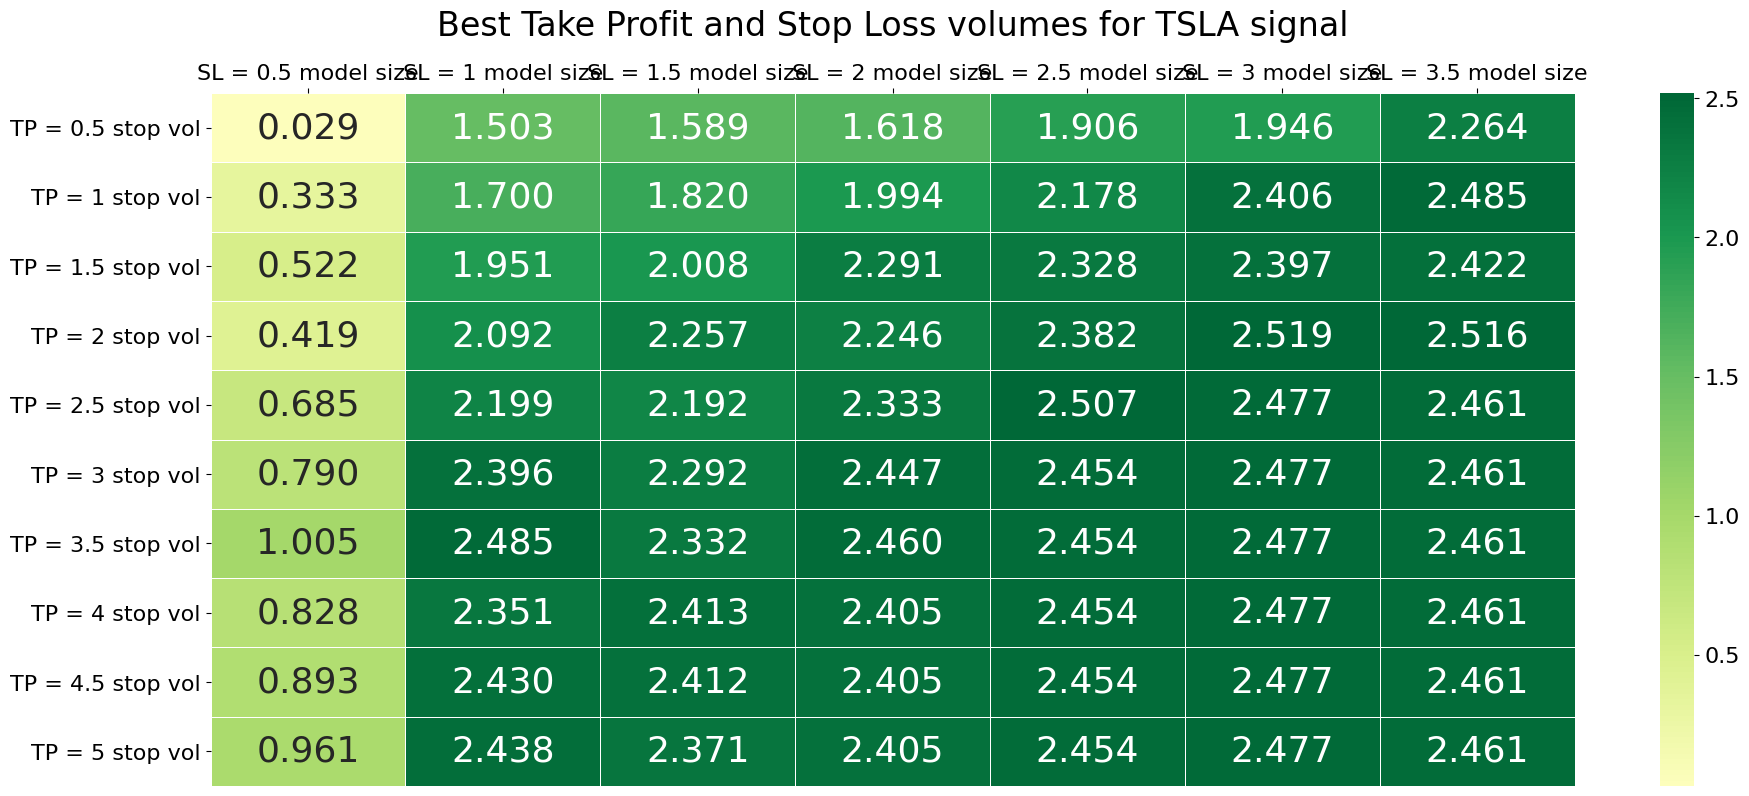 Best Take Profit and Stop Loss volumes for TSLA signal
SL = 0.5 model size SL = 1 model size SL = 1.5 model size SL = 2 model size SL = 2.5 model size SL = 3 model size SL = 3.5 model size
TP = 0.5 stop vol 0.029 1.503 1.589 1.618 1.906 1.946 2.264
TP = 1 stop vol 0.333 1.700 1.820 1.994 2.178 2.406 2.485
TP = 1.5 stop vol 0.522 1.951 2.008 2.291 2.328 2.397 2.422
TP = 2 stop vol 0.419 2.092 2.257 2.246 2.382 2.519 2.516
TP = 2.5 stop vol 0.685 2.199 2.192 2.333 2.507 2.477 2.461
TP = 3 stop vol 0.790 2.396 2.292 2.447 2.454 2.477 2.461
TP = 3.5 stop vol 1.005 2.485 2.332 2.460 2.454 2.477 2.461
TP = 4 stop vol 0.828 2.351 2.413 2.405 2.454 2.477 2.461
TP = 4.5 stop vol 0.893 2.430 2.412 2.405 2.454 2.477 2.461
TP = 5 stop vol 0.961 2.438 2.371 2.405 2.454 2.477 2.461
2.5
2.0
1.5
1.0
0.5